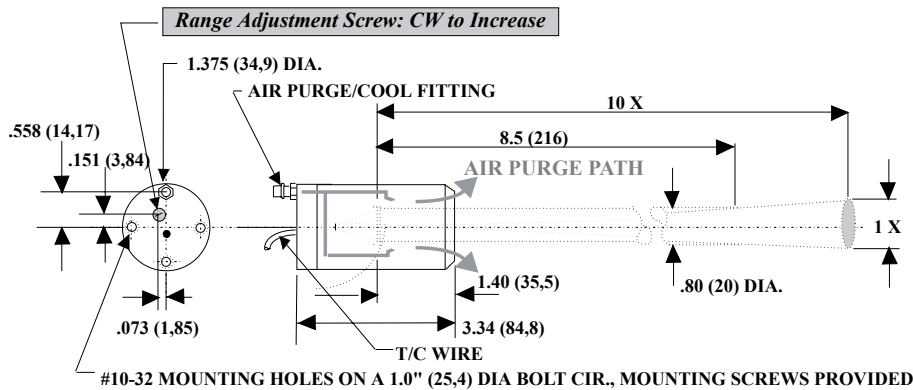 Range Adjustment Screw: CW to Increase
1.375 (34,9) DIA.
AIR PURGE/COOL FITTING
10 X
.558 (14,17)
8.5 (216)
.151 (3,84)
AIR PURGE PATH
1 X
1.40 (35,5)
.80 (20) DIA.
.073 (1,85)
3.34 (84,8)
T/C WIRE
#10-32 MOUNTING HOLES ON A 1.0" (25,4) DIA BOLT CIR., MOUNTING SCREWS PROVIDED